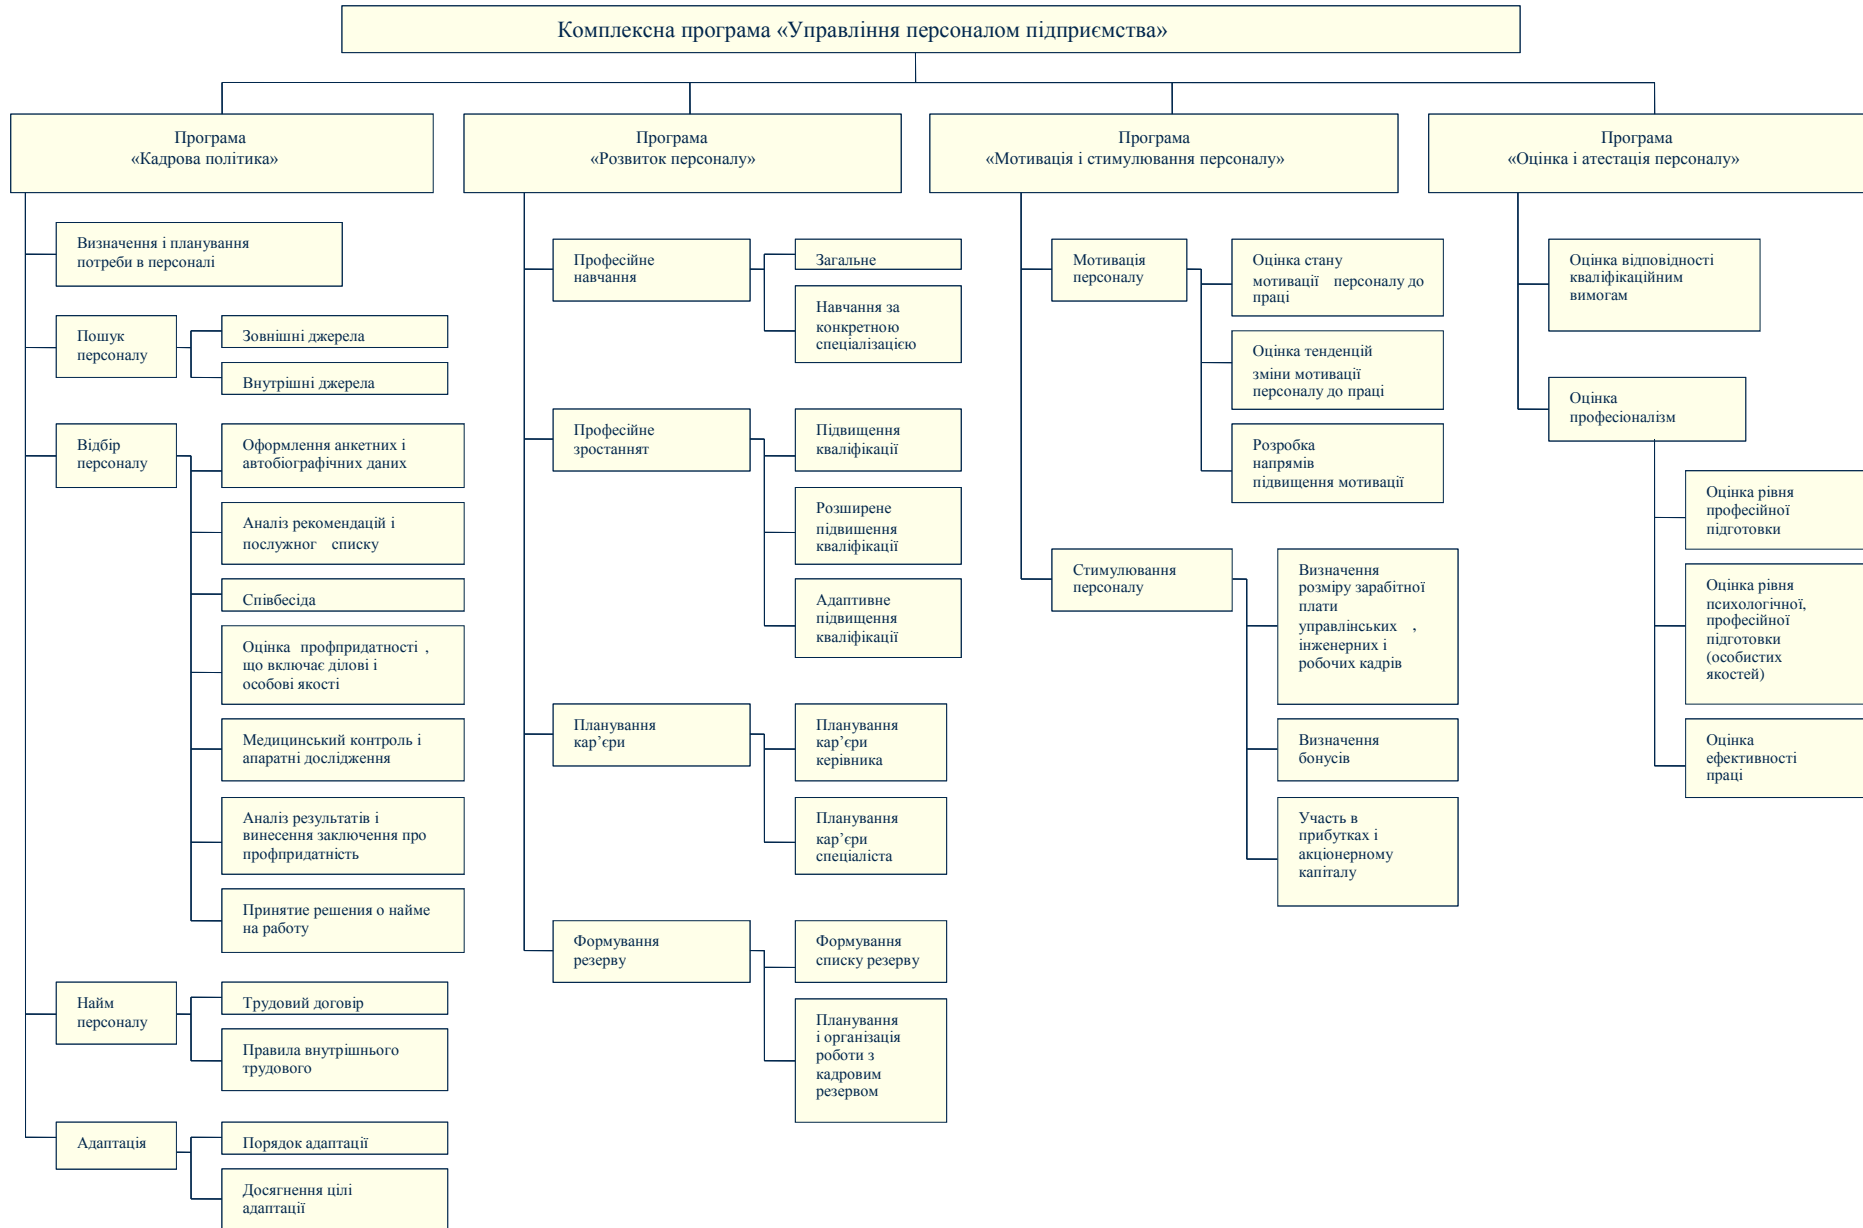 Комплексна програма «Управління персоналом підприємства»
Програма
«Кадрова політика»
Визначення і планування
потреби в персоналі
Пошук
персоналу
Зовнішні джерела
Внутрішні джерела
Відбір
персоналу
Оформлення анкетних і
автобіографічних даних
Аналіз рекомендацій і
послужног списку
Співбесіда
Оцінка профпридатності ,
що включає ділові і
особові якості
Медицинський контроль і
апаратні дослідження
Аналіз результатів і
винесення заключення про
профпридатність
Принятие решения о найме
на работу
Найм
персоналу
Трудовий договір
Правила внутрішнього
трудового
Адаптація
Порядок адаптації
Досягнення цілі
адаптації
Програма
«Розвиток персоналу»
Професійне
навчання
Загальне
Навчання за
конкретною
спеціалізацією
Професійне
зростаннят
Підвищення
кваліфікації
Розширене
підвишення
кваліфікації
Адаптивне
підвищення
кваліфікації
Планування
кар’єри
Планування
кар’єри
керівника
Планування
кар’єри
спеціаліста
Формування
резерву
Формування
списку резерву
Планування
і організація
роботи з
кадровим
резервом
Програма
«Мотивація і стимулювання персоналу»
Мотивація
персоналу
Оцінка стану
мотивації персоналу до
праці
Оцінка тенденцій
зміни мотивації
персоналу до праці
Розробка
напрямів
підвищення мотивації
Стимулювання
персоналу
Визначення
розміру зарабітної
плати
управлінських ,
інженерних і
робочих кадрів
Визначення
бонусів
Участь в
прибутках і
акціонерному
капіталу
Програма
«Оцінка і атестація персоналу»
Оцінка відповідності
кваліфікаційним
вимогам
Оцінка
професіоналізм
Оцінка рівня
професійної
підготовки
Оцінка рівня
психологічної,
професійної
підготовки
(особистих
якостей)
Оцінка
ефективності
праці